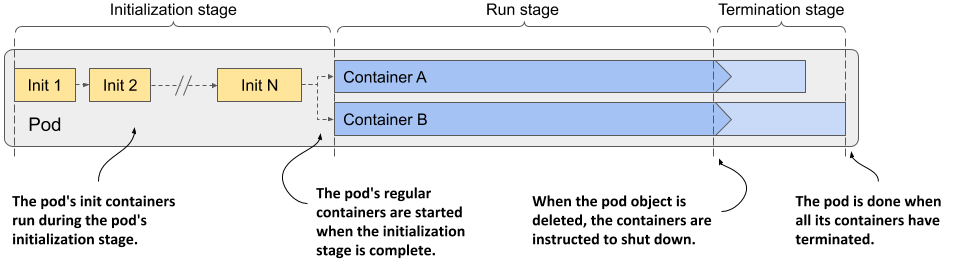 Initialization stage
Run stage
Termination stage
Init 1
Init 2
Init N
Container A
Container B
Pod
The pod's init containers
run during the pod's
initialization stage.
The pod's regular
containers are started
when the initialization
stage is complete.
When the pod object is
deleted, the containers are
instructed to shut down.
The pod is done when
all its containers have
terminated.